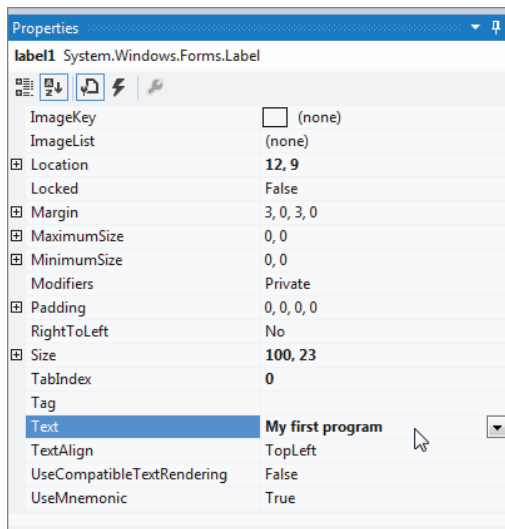 Properties
label1 System.Windows.Forms.Label
ImageKey (none)
ImageList (none)
Location 12, 9
Locked False
Margin 3, 0, 3, 0
MaximumSize 0, 0
MinimumSize 0, 0
Modifiers Private
Padding 0, 0, 0, 0
RightToLeft No
Size 100, 23
TabIndex 0
Tag
Text My first program
TextAlign TopLeft
UseCompatibleTextRendering False
UseMnemonic True